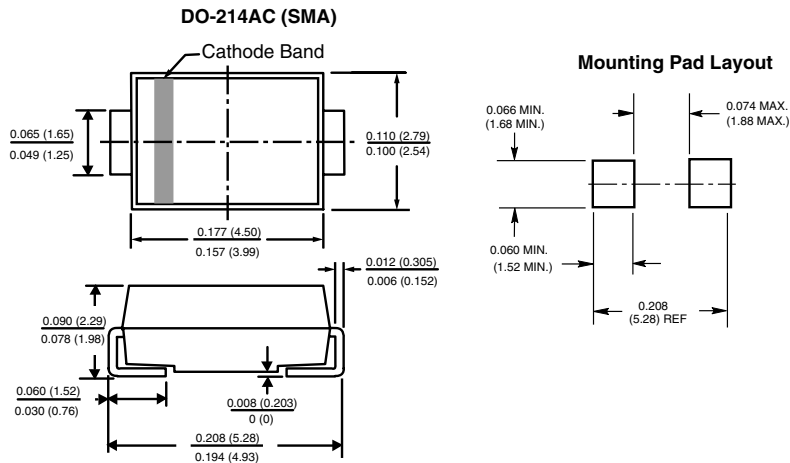 DO-214AC (SMA)
Cathode Band
0.065 (1.65)
0.049 (1.25)
0.110 (2.79)
0.100 (2.54)
0.177 (4.50)
0.157 (3.99)
0.012 (0.305)
0.006 (0.152)
0.090 (2.29)
0.078 (1.98)
0.060 (1.52)
0.030 (0.76)
0.008 (0.203)
0 (0)
0.208 (5.28)
0.194 (4.93)
Mounting Pad Layout
0.066 MIN.
(1.68 MIN.)
0.074 MAX.
(1.88 MAX.)
0.060 MIN.
(1.52 MIN.)
0.208
(5.28) REF